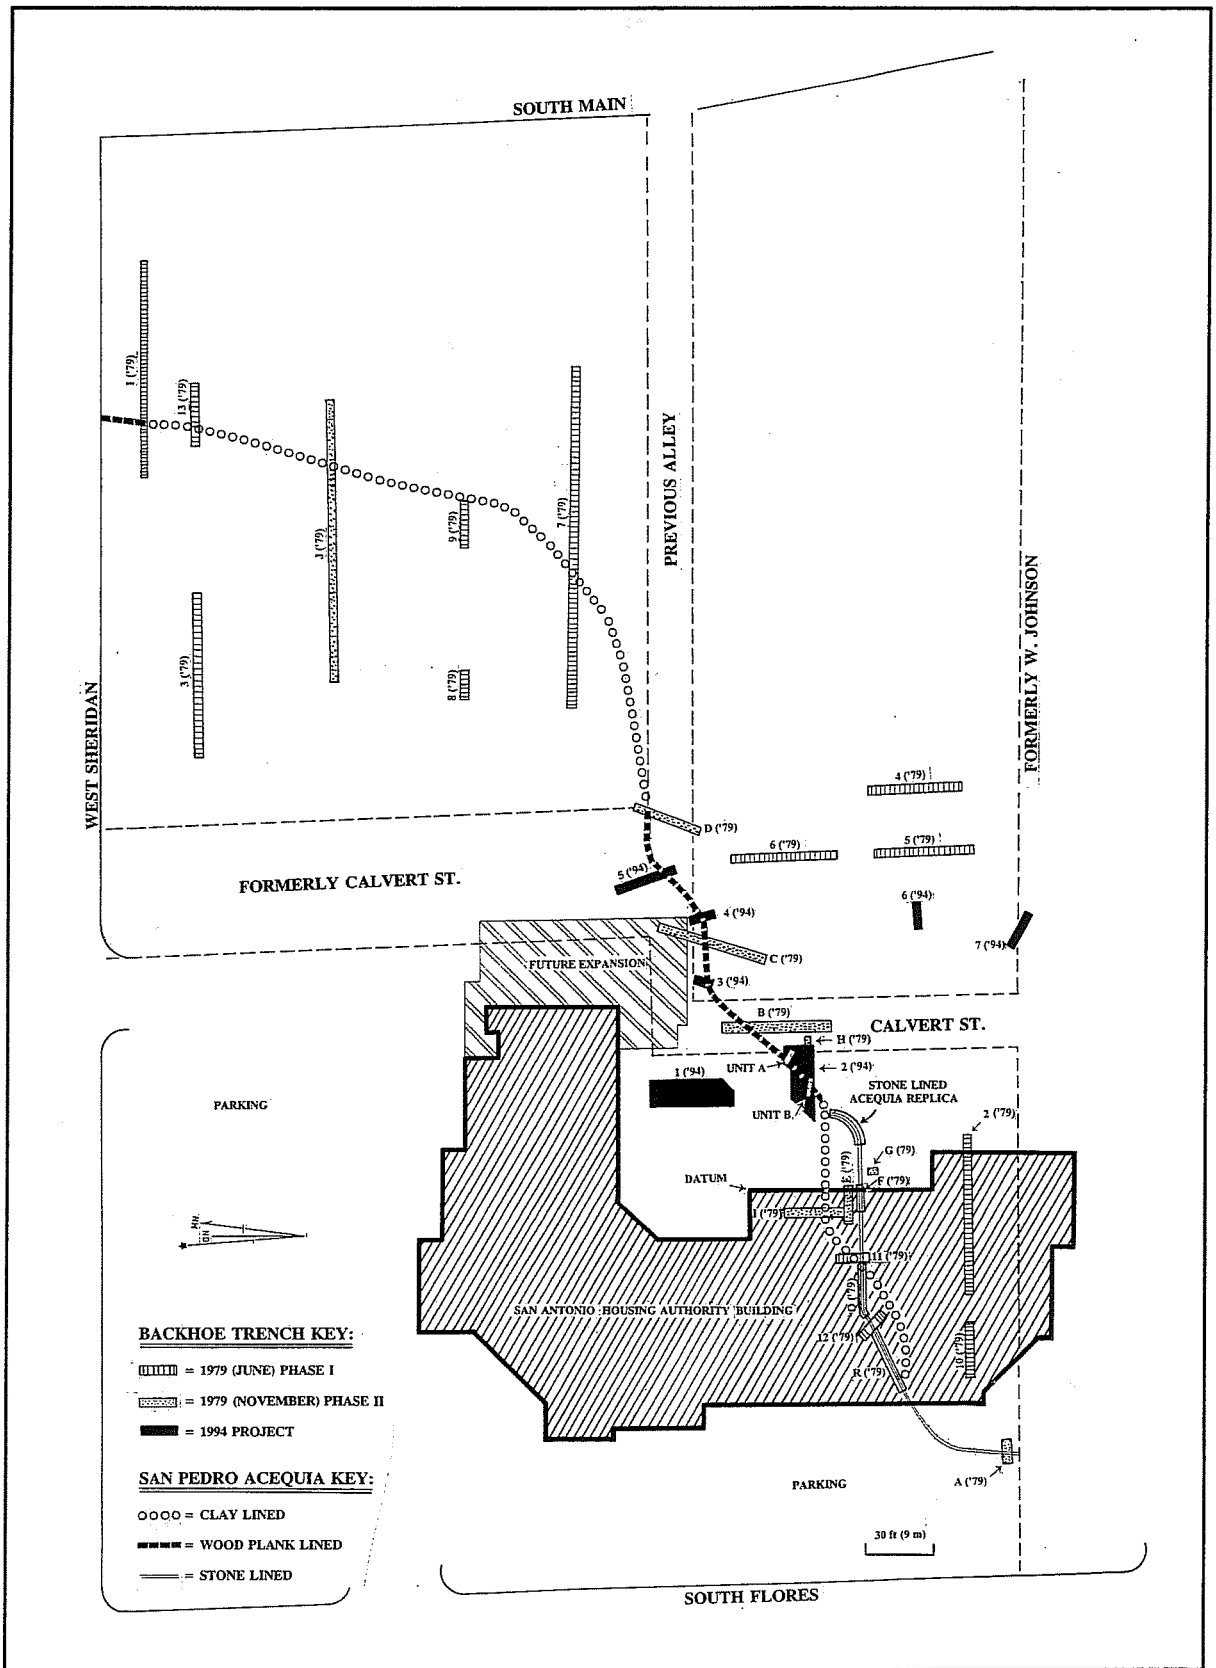 SOUTH MAIN
1 ('79)
13 ('79)
J ('79)
9 ('79)
7 ('79)
PREVIOUS ALLEY
FORMERLY W. JOHNSON
3 ('79)
8 ('79)
WEST SHERIDAN
4 ('79)
D ('79)
6 ('79)
5 ('79)
5 ('94)
FORMERLY CALVERT ST.
6 ('94)
4 ('94)
7 ('94)
C ('79)
FUTURE EXPANSION
3 ('94)
B ('79)
CALVERT ST.
H ('79)
UNIT A
2 ('94)
1 ('94)
STONE LINED
ACEQUIA REPLICA
PARKING
UNIT B
2 ('79)
G (79)
E ('79)
DATUM
F ('79)
I ('79)
MN
11 ('79)
Q ('79)
SAN ANTONIO HOUSING AUTHORITY BUILDING
12 ('79)
10 ('79)
R ('79)
BACKHOE TRENCH KEY:
= 1979 (JUNE) PHASE I
= 1979 (NOVEMBER) PHASE II
= 1994 PROJECT
SAN PEDRO ACEQUIA KEY:
= CLAY LINED
= WOOD PLANK LINED
= STONE LINED
A ('79)
PARKING
30 ft (9 m)
SOUTH FLORES